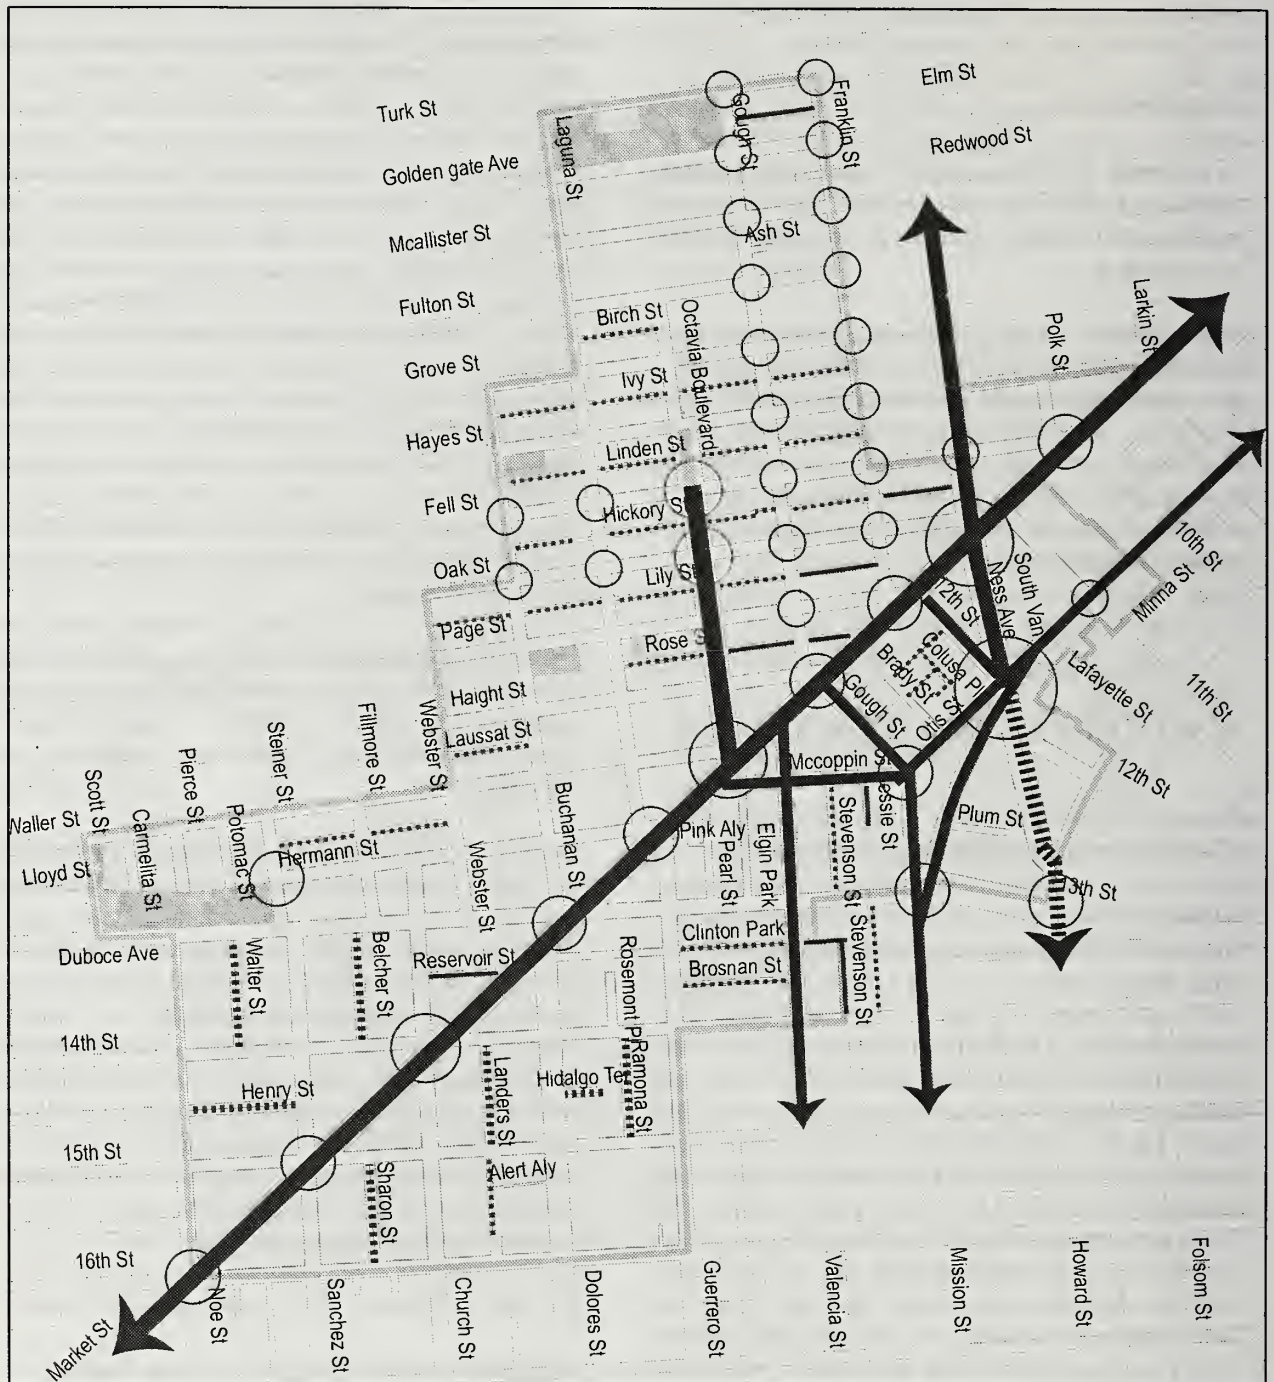 Elm St
Turk St
Gough St
Franklin St
Laguna St
Redwood St
Golden gate Ave
Mcallister St
Ash St
Fulton St
Birch St
Octavia Boulevard
Larkin St
Polk St
Grove St
Ivy St
Hayes St
Linden St
Fell St
Hickory St
10th St
Oak St
Lily St
South Van
Ness Ave
12th St
Minna St
Page St
Rose S
Colusa Pl
Brady St
Lafayette St
11th St
Haight St
Gough St
Otis St
Laussat St
Webster St
Fillmore St
Steiner St
Pierce St
Scott St
Mccoppin St
12th St
Waller St
Carmelita St
Potomac St
Hermann St
Buchanan St
Pink Aly
Pearl St
Elgin Park
Stevenson St
essie St
Plum St
Lloyd St
Webster St
3th St
Duboce Ave
Walter St
Belcher St
Reservoir St
Rosemont Pl
Clinton Park
Brosnan St
Stevenson St
14th St
Henry St
Landers St
Hidalgo Ter
Ramona St
15th St
Sharon St
Alert Aly
16th St
Market St
Noe St
Sanchez St
Church St
Dolores St
Guerrero St
Valencia St
Mission St
Howard St
Folsom St